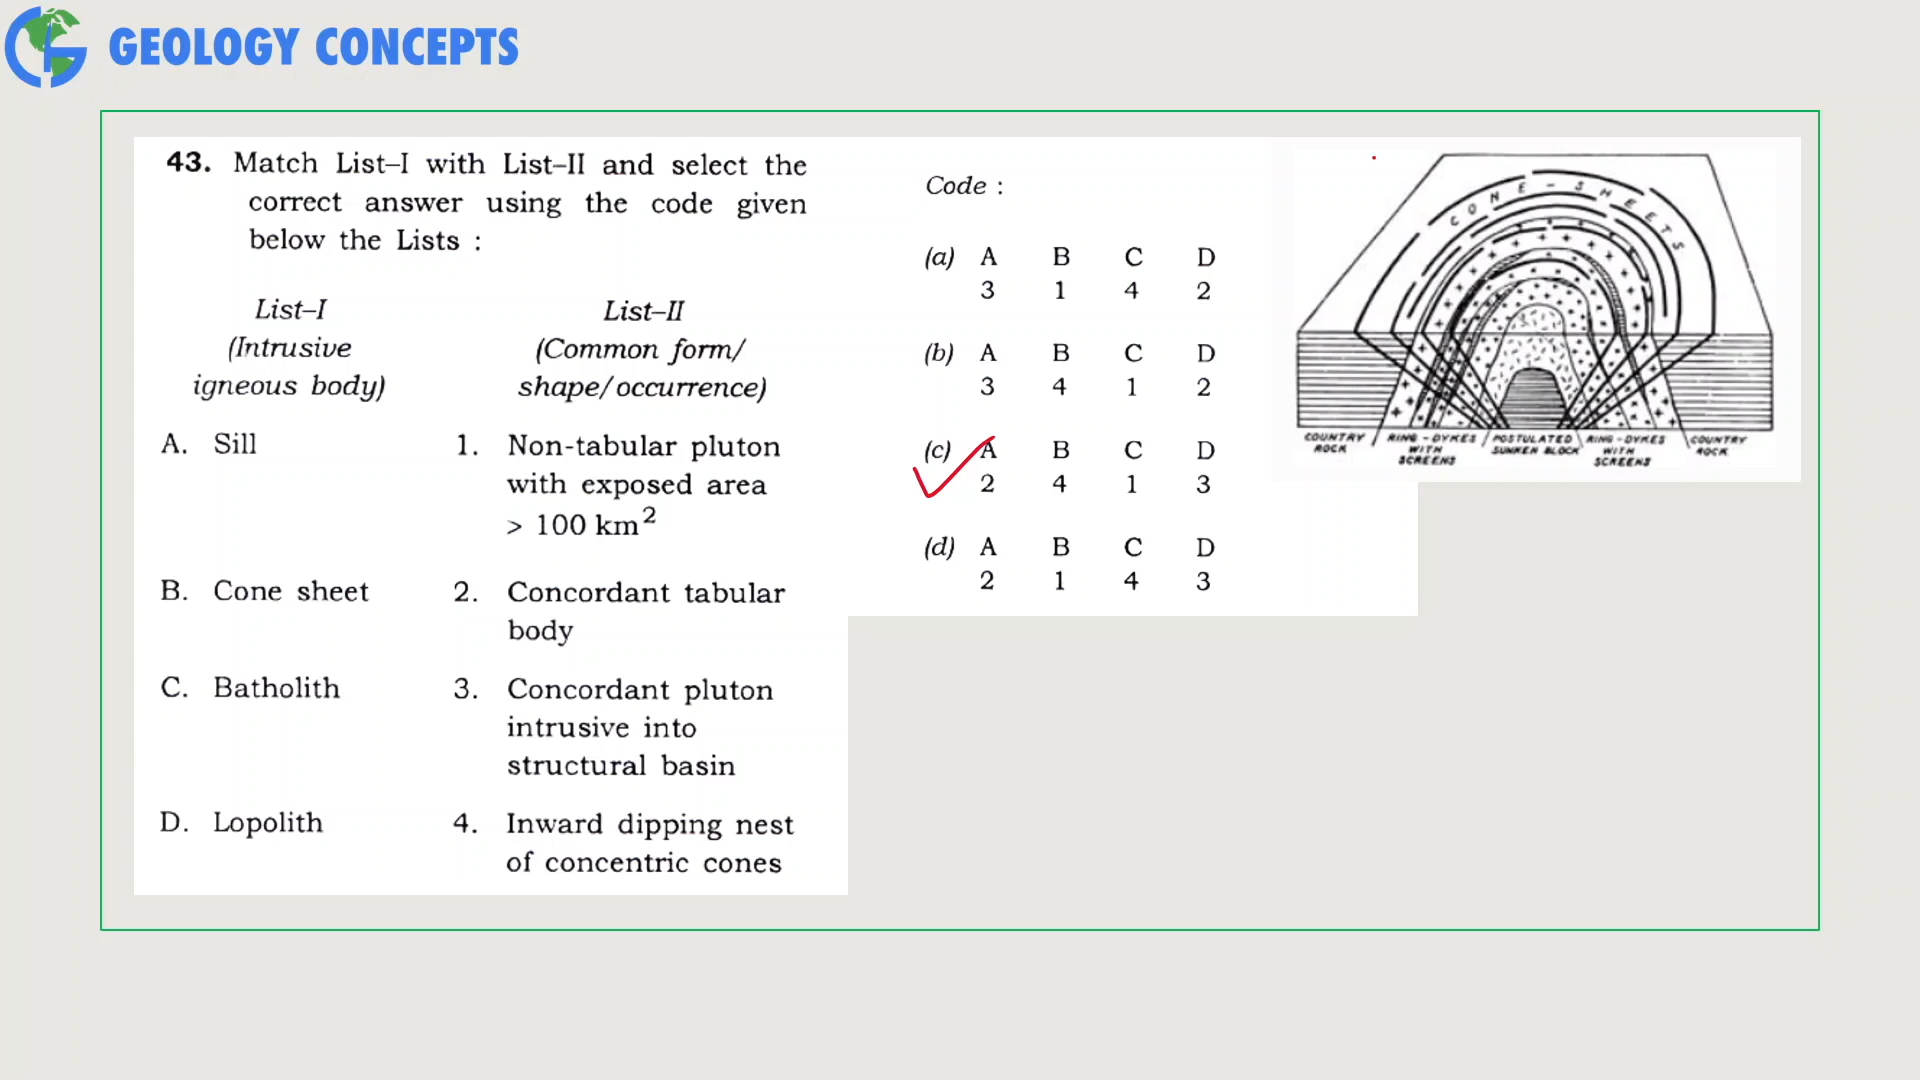 GEOLOGY CONCEPTS
43. Match List–I with List–II and select the
correct answer using the code given
below the Lists :
List–I
(Intrusive
igneous body)
List–II
(Common form/
shape/occurrence)
A. Sill
1. Non-tabular pluton
with exposed area
> 100 km²
B. Cone sheet
2. Concordant tabular
body
C. Batholith
3. Concordant pluton
intrusive into
structural basin
D. Lopolith
4. Inward dipping nest
of concentric cones
Code :
(a) A B C D
3 1 4 2
(b) A B C D
3 4 1 2
(c) A B C D
2 4 1 3
(d) A B C D
2 1 4 3
CONE - SHEETS
COUNTRY ROCK
RING - DYKES WITH SCREENS
POSTULATED SUNKEN BLOCK
RING - DYKES WITH SCREENS
COUNTRY ROCK